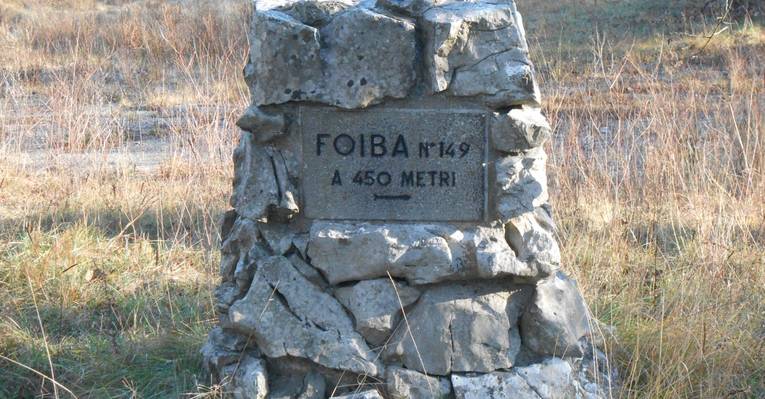 FOIBA N° 149
A 450 METRI